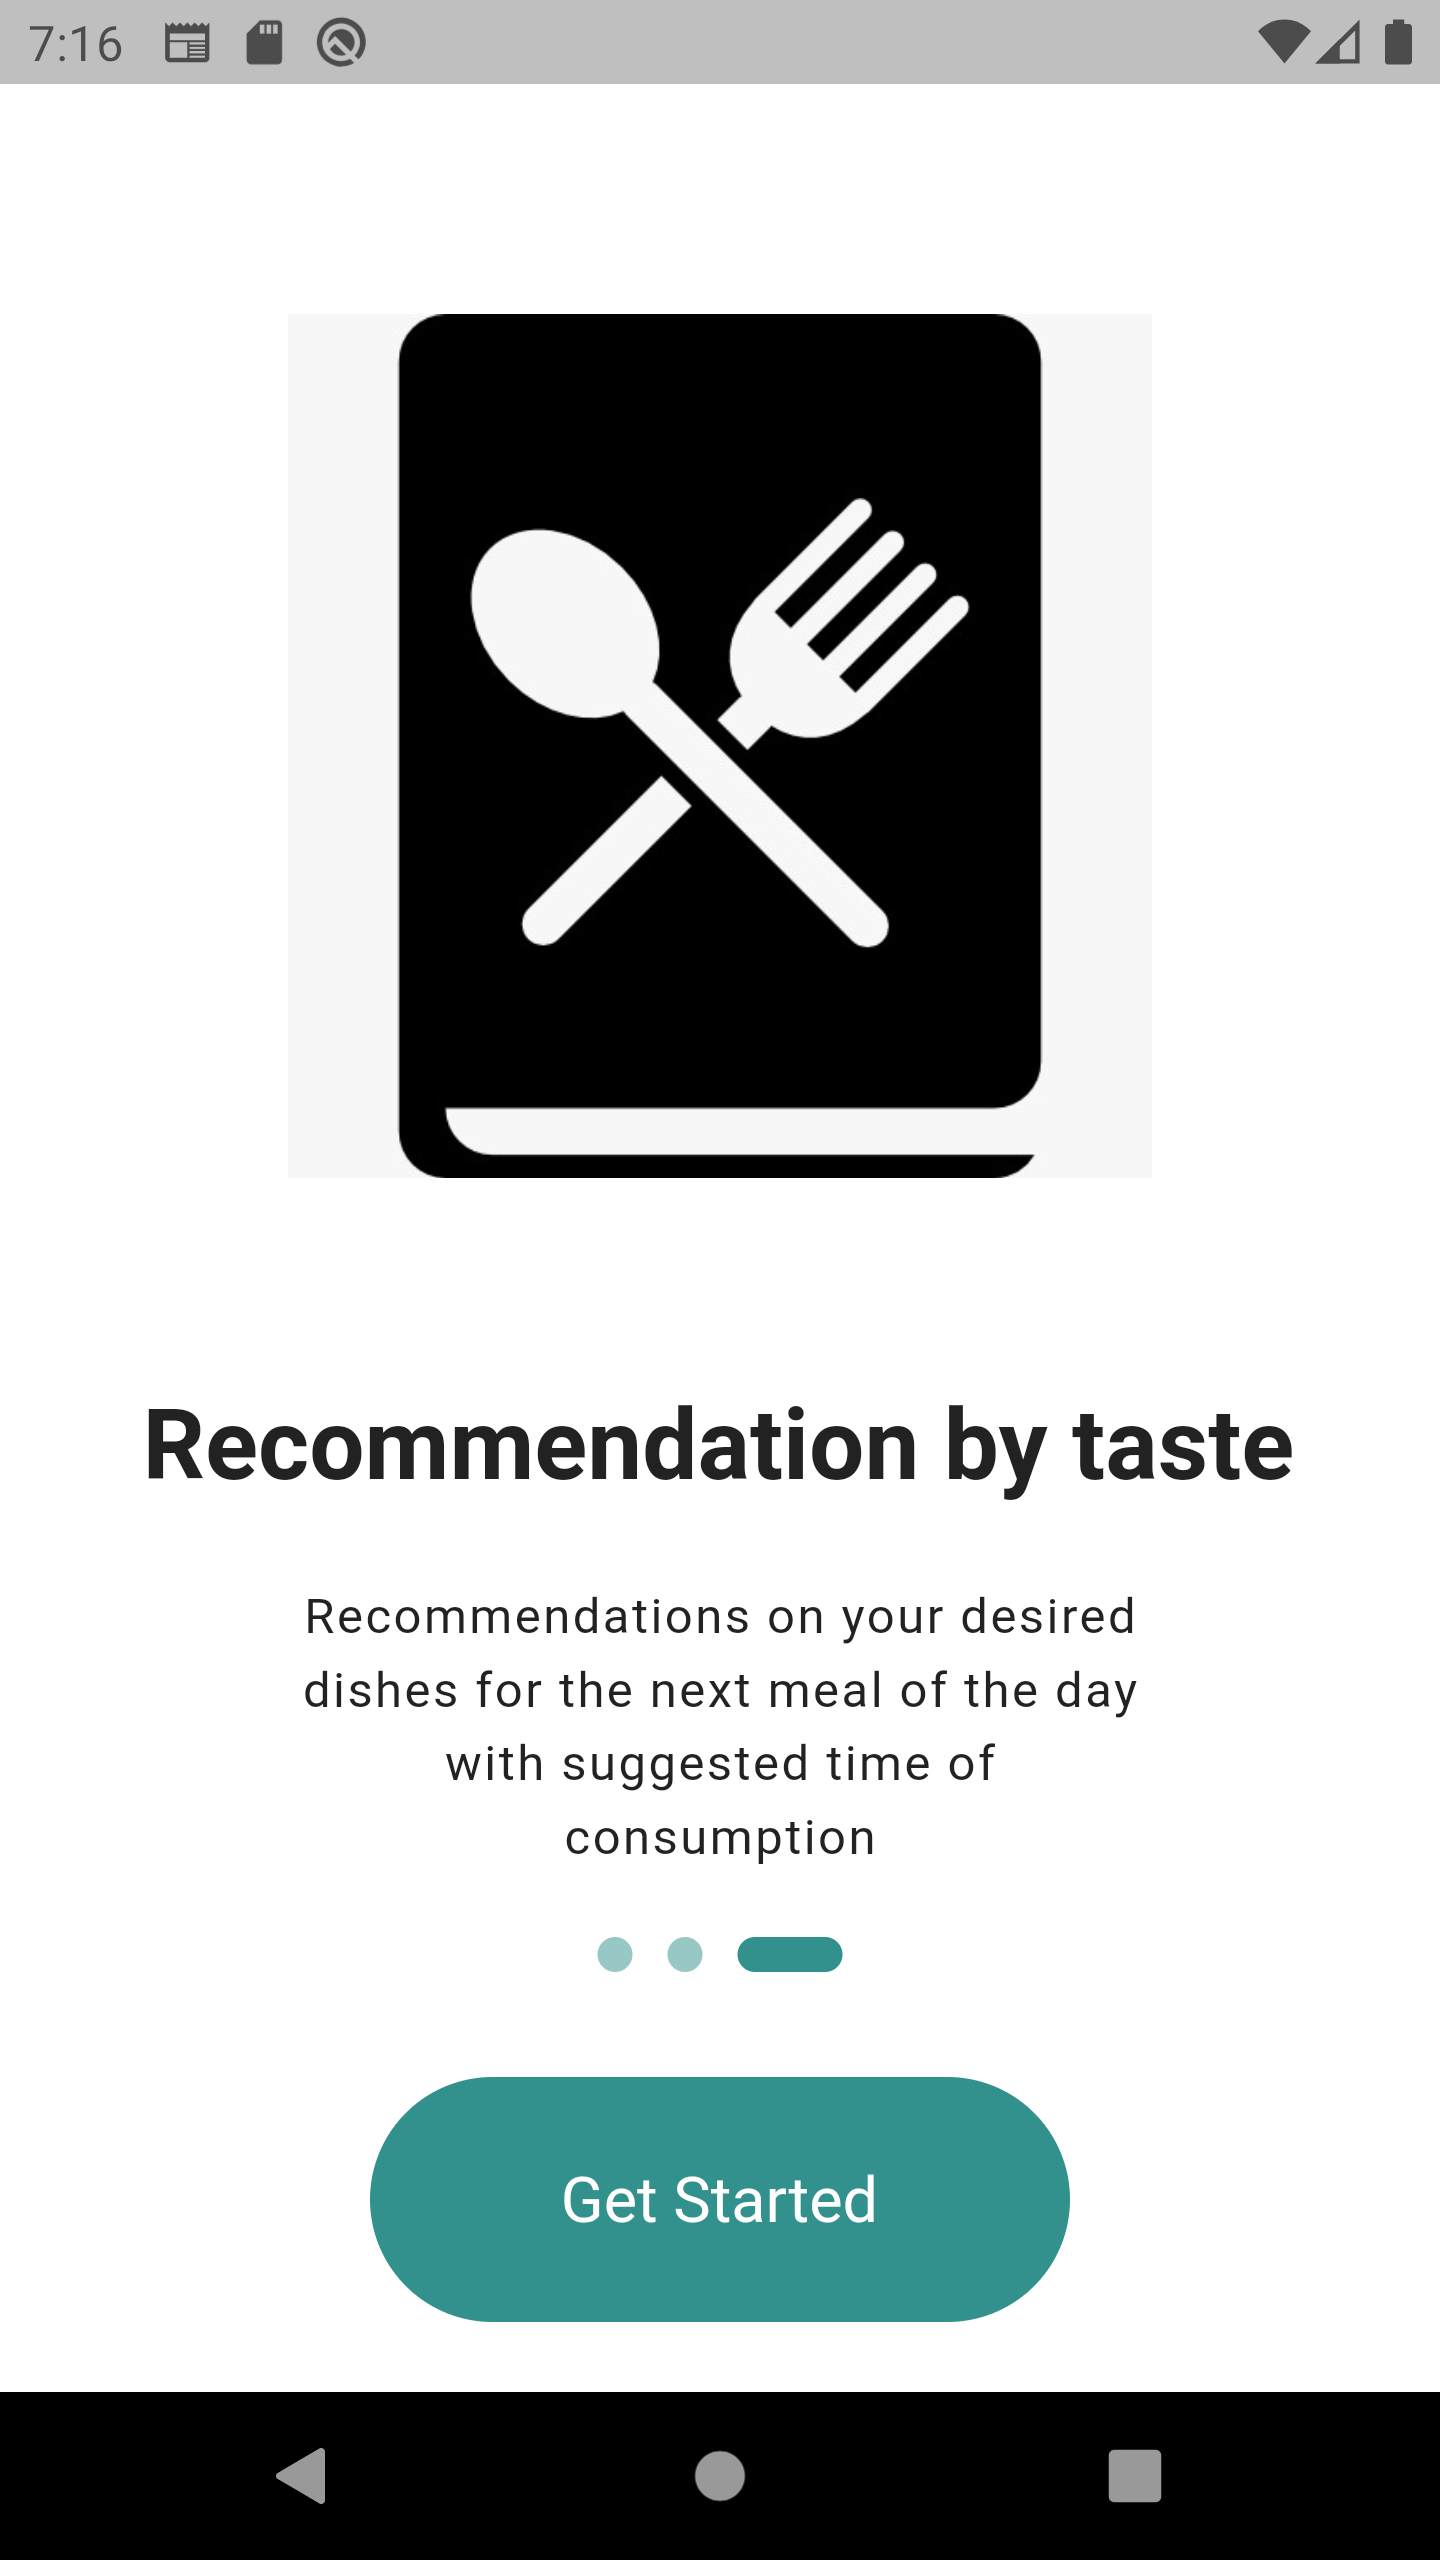 7:16
Recommendation by taste
Recommendations on your desired
dishes for the next meal of the day
with suggested time of
consumption
Get Started